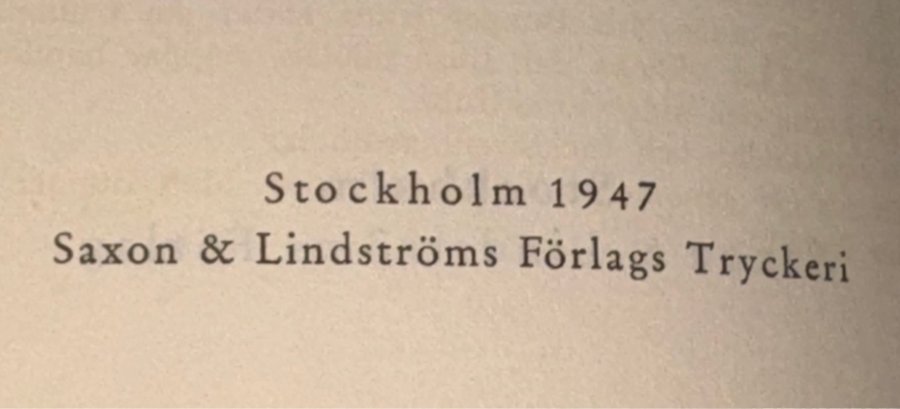 Stockholm 1947
Saxon & Lindströms Förlags Tryckeri